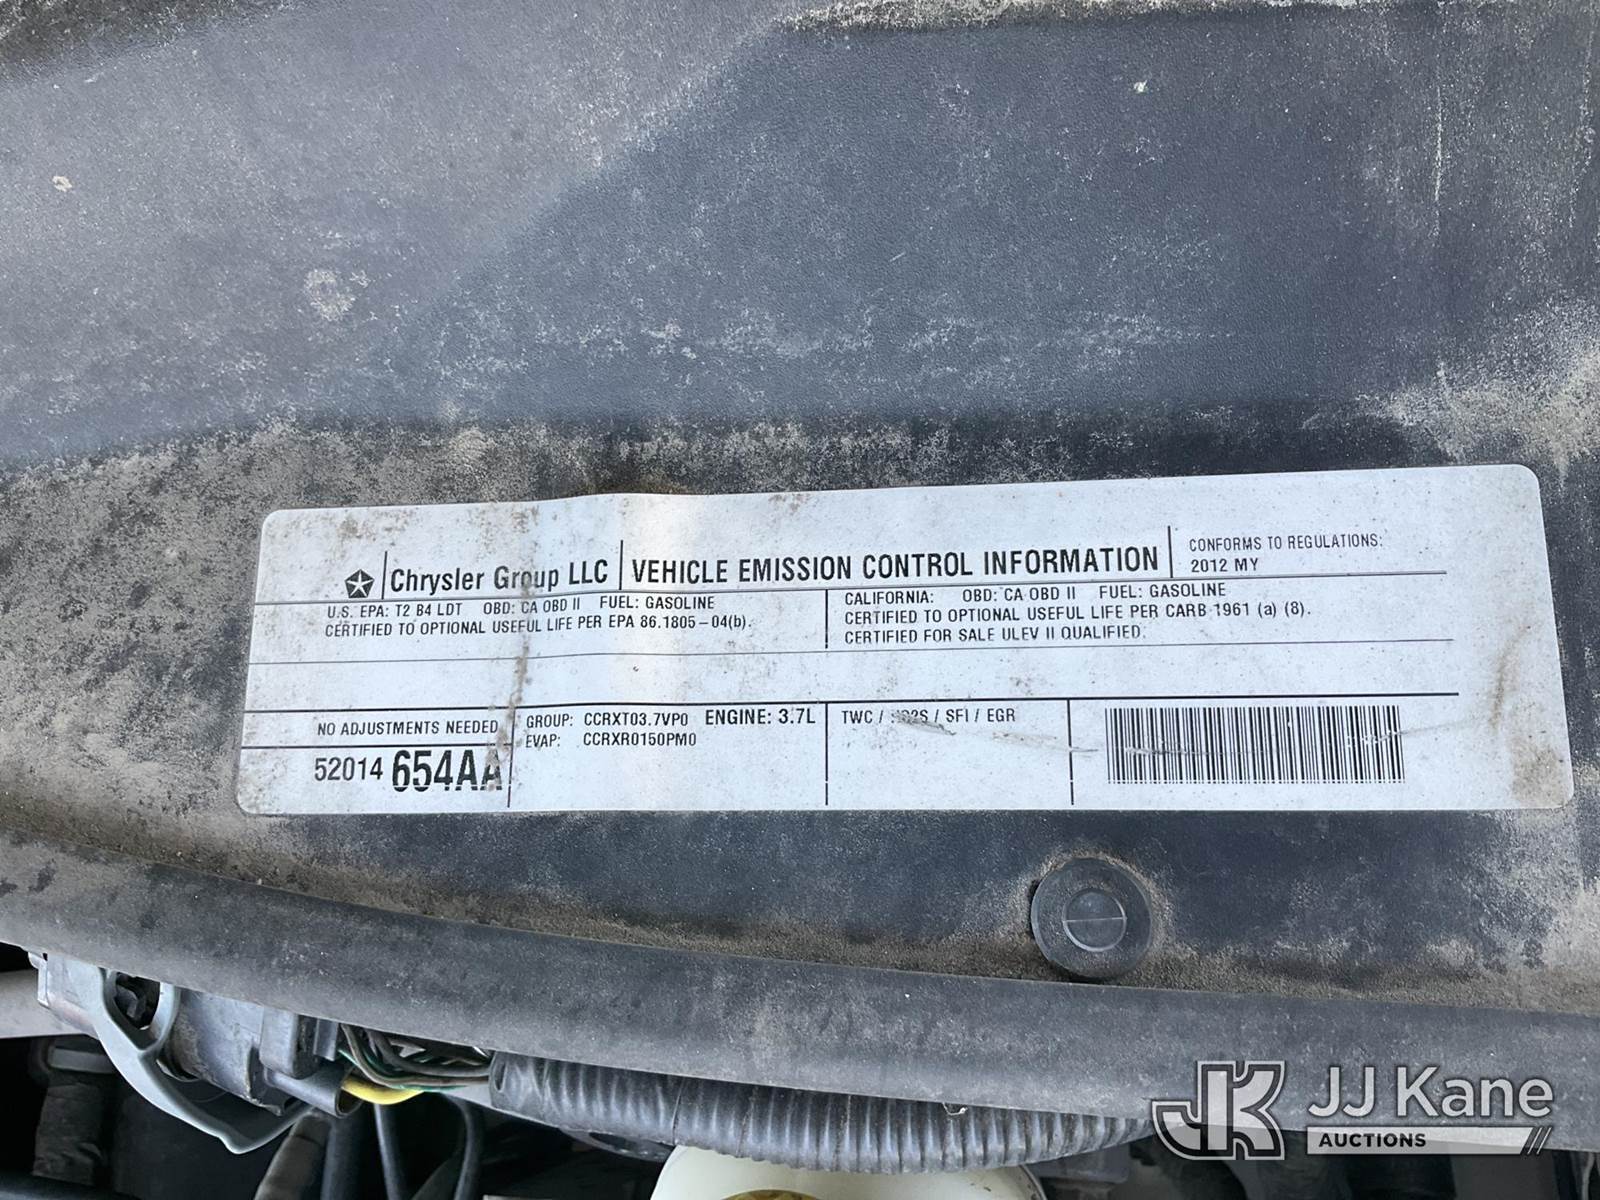 Chrysler Group LLC VEHICLE EMISSION CONTROL INFORMATION
CONFORMS TO REGULATIONS:
2012 MY
U.S. EPA: T2 B4 LDT OBD: CA OBD II FUEL: GASOLINE
CERTIFIED TO OPTIONAL USEFUL LIFE PER EPA 86.1805-04(b).
CALIFORNIA: OBD: CA OBD II FUEL: GASOLINE
CERTIFIED TO OPTIONAL USEFUL LIFE PER CARB 1961 (a) (8).
CERTIFIED FOR SALE ULEV II QUALIFIED.
NO ADJUSTMENTS NEEDED
52014 654AA
GROUP: CCRXT03.7VP0 ENGINE: 3.7L
EVAP: CCRXR0150PM0
TWC / / SFI / EGR
JK JJ Kane
AUCTIONS